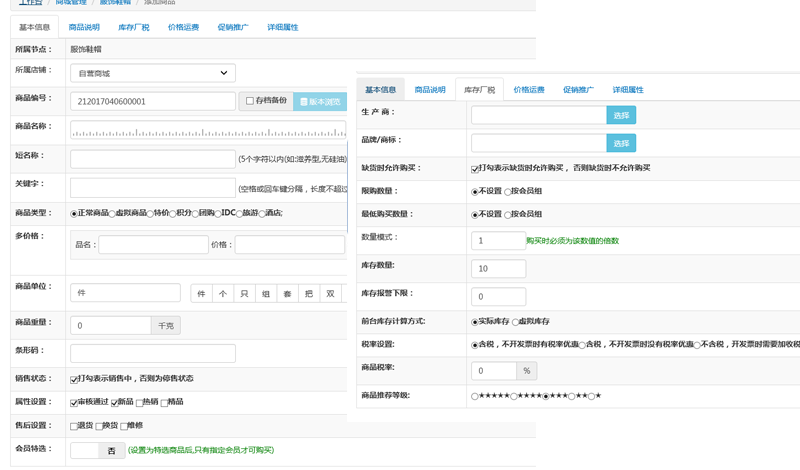 工作台 / 商城管理 / 服饰鞋帽 / 添加商品
基本信息 商品说明 库存厂税 价格运费 促销推广 详细属性
所属节点： 服饰鞋帽
所属店铺： 自营商城
商品编号： 212017040600001 存档备份 版本浏览
商品名称：
短名称： (5个字符以内(如:滋养型,无硅油)
关键字： (空格或回车键分隔，长度不超过
商品类型： 正常商品 虚拟商品 特价 积分 团购 IDC 旅游 酒店;
多价格： 品名： 价格：
商品单位： 件 件 个 只 组 套 把 双
商品重量： 0 千克
条形码：
销售状态： 打勾表示销售中，否则为停售状态
属性设置： 审核通过 新品 热销 精品
售后设置： 退货 换货 维修
会员特选： 否 (设置为特选商品后,只有指定会员才可购买)
基本信息 商品说明 库存厂税 价格运费 促销推广 详细属性
生 产 商： 选择
品牌/商标： 选择
缺货时允许购买： 打勾表示缺货时允许购买，否则缺货时不允许购买
限购数量： 不设置 按会员组
最低购买数量： 不设置 按会员组
数量模式： 1 购买时必须为该数值的倍数
库存数量: 10
库存报警下限： 0
前台库存计算方式: 实际库存 虚拟库存
税率设置: 含税，不开发票时有税率优惠 含税，不开发票时没有税率优惠 不含税，开发票时需要加收税
商品税率: 0 %
商品推荐等级: ★★★★★ ★★★★ ★★★ ★★ ★